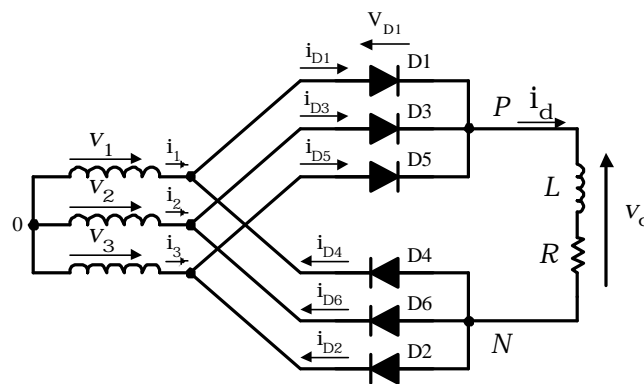 V_D1
i_D1
D1
i_D3
D3
P
i_d
V_1
i_1
i_D5
D5
V_2
L
0
i_2
V_3
i_D4
D4
R
i_3
i_D6
D6
i_D2
D2
N